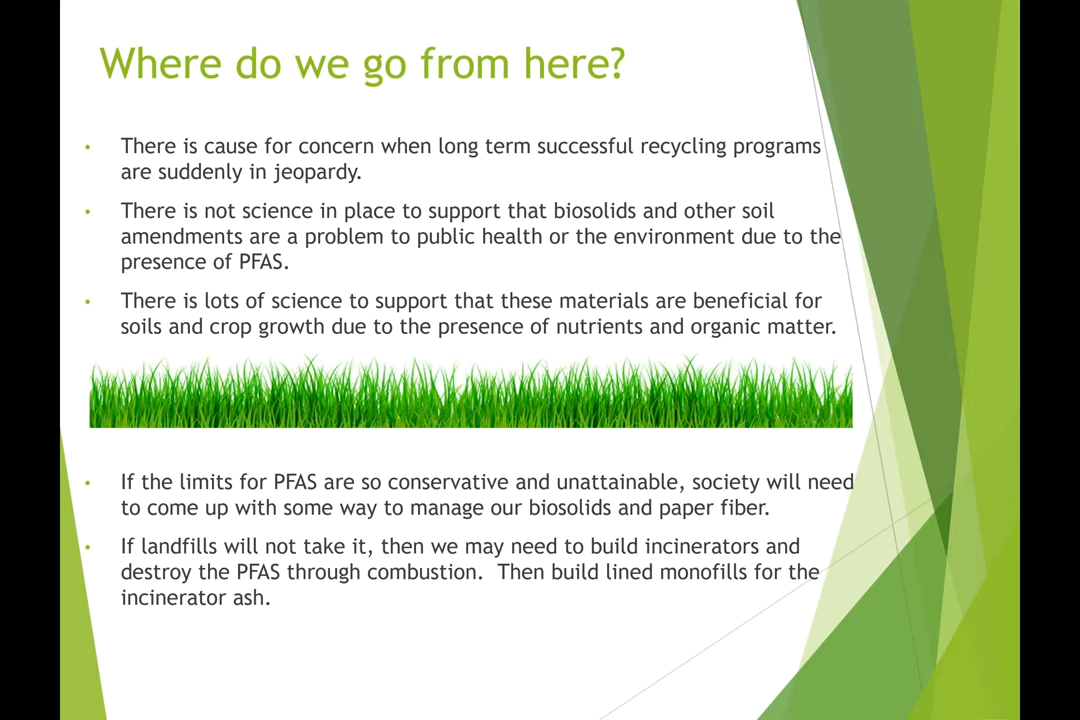 Where do we go from here?
• There is cause for concern when long term successful recycling programs
are suddenly in jeopardy.
• There is not science in place to support that biosolids and other soil
amendments are a problem to public health or the environment due to the
presence of PFAS.
• There is lots of science to support that these materials are beneficial for
soils and crop growth due to the presence of nutrients and organic matter.
• If the limits for PFAS are so conservative and unattainable, society will need
to come up with some way to manage our biosolids and paper fiber.
• If landfills will not take it, then we may need to build incinerators and
destroy the PFAS through combustion.  Then build lined monofills for the
incinerator ash.